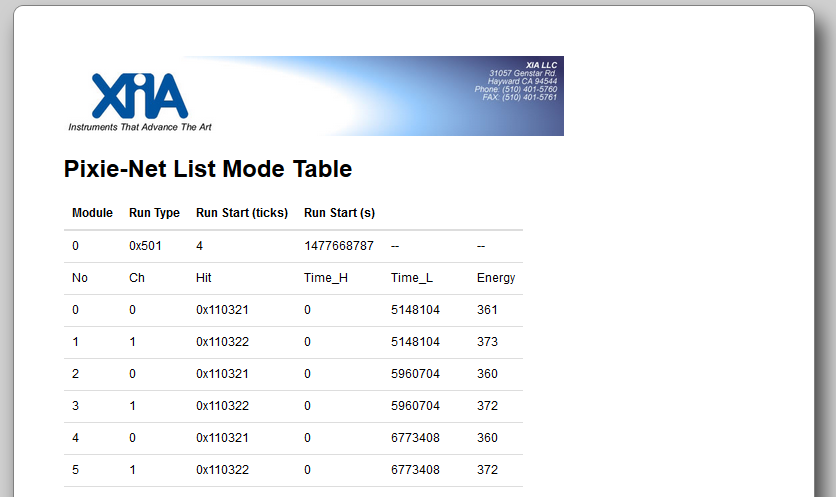 XIA
Instruments That Advance The Art
XIA LLC
31057 Genstar Rd.
Hayward CA 94544
Phone: (510) 401-5760
FAX: (510) 401-5761
Pixie-Net List Mode Table
Module Run Type Run Start (ticks) Run Start (s)
0 0x501 4 1477668787 -- --
No Ch Hit Time_H Time_L Energy
0 0 0x110321 0 5148104 361
1 1 0x110322 0 5148104 373
2 0 0x110321 0 5960704 360
3 1 0x110322 0 5960704 372
4 0 0x110321 0 6773408 360
5 1 0x110322 0 6773408 372